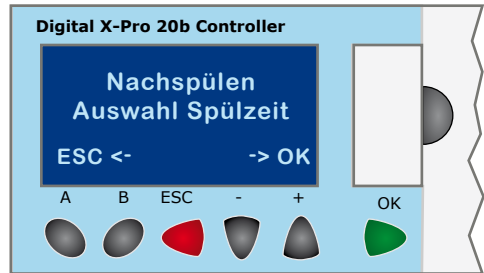 Digital X-Pro 20b Controller
Nachspülen
Auswahl Spülzeit
ESC <- -> OK
A B ESC - + OK